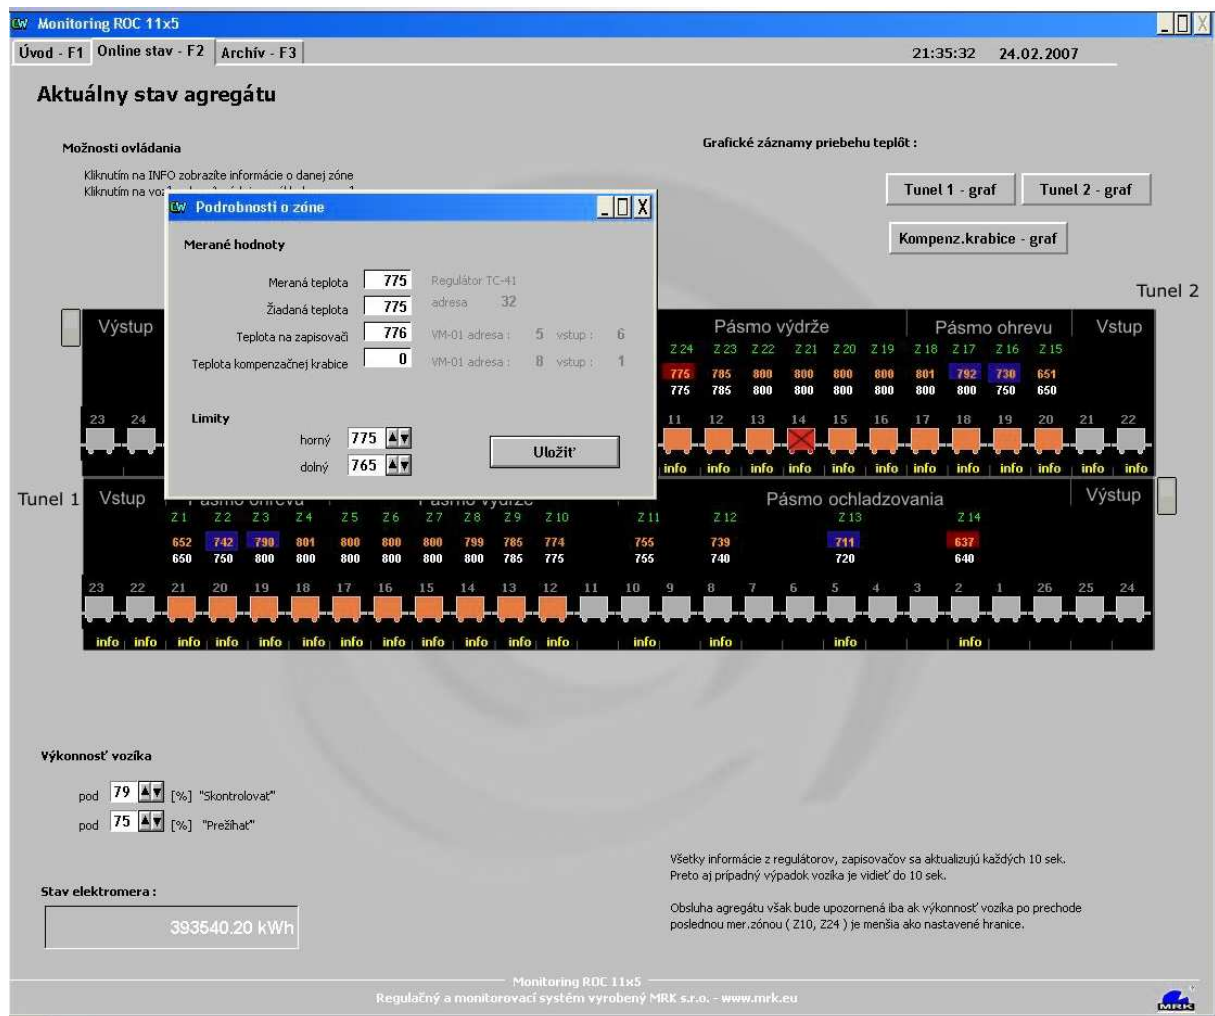 Monitoring ROC 11x5
Úvod - F1 Online stav - F2 Archív - F3 21:35:32 24.02.2007
Aktuálny stav agregátu
Možnosti ovládania
Kliknutím na INFO zobrazíte informácie o danej zóne
Kliknutím na
Grafické záznamy priebehu teplôt :
Tunel 1 - graf Tunel 2 - graf
Kompenz.krabice - graf
Podrobnosti o zóne
Merané hodnoty
Meraná teplota 775 Regulátor TC-41
Žiadaná teplota 775 adresa 32
Teplota na zapisovači 776 VM-01 adresa : 5 vstup : 6
Teplota kompenzačnej krabice 0 VM-01 adresa : 8 vstup : 1
Limity
horný 775
dolný 765
Uložiť
Tunel 2
Výstup Pásmo výdrže Pásmo ohrevu Vstup
Z 24 Z 23 Z 22 Z 21 Z 20 Z 19 Z 18 Z 17 Z 16 Z 15
775 785 800 800 800 800 801 792 730 651
775 785 800 800 800 800 800 800 750 650
23 24 11 12 13 14 15 16 17 18 19 20 21 22
info info info info info info info info info info info info
Tunel 1 Vstup Pásmo ohrevu Pásmo výdrže Pásmo ochladzovania Výstup
Z 1 Z 2 Z 3 Z 4 Z 5 Z 6 Z 7 Z 8 Z 9 Z 10 Z 11 Z 12 Z 13 Z 14
652 742 790 801 800 800 800 799 785 774 755 739 711 637
650 750 800 800 800 800 800 800 785 775 755 740 720 640
23 22 21 20 19 18 17 16 15 14 13 12 11 10 9 8 7 6 5 4 3 2 1 26 25 24
info info info info info info info info info info info info info info info info
Výkonnosť vozíka
pod 79 [%] "Skontrolovať"
pod 75 [%] "Prežíhať"
Stav elektromera :
393540.20 kWh
Všetky informácie z regulátorov, zapisovačov sa aktualizujú každých 10 sek.
Preto aj prípadný výpadok vozíka je vidieť do 10 sek.
Obsluha agregátu však bude upozornená iba ak výkonnosť vozíka po prechode
poslednou mer.zónou ( Z10, Z24 ) je menšia ako nastavené hranice.
Monitoring ROC 11x5
Regulačný a monitorovací systém vyrobený MRK s.r.o. - www.mrk.eu
MRK